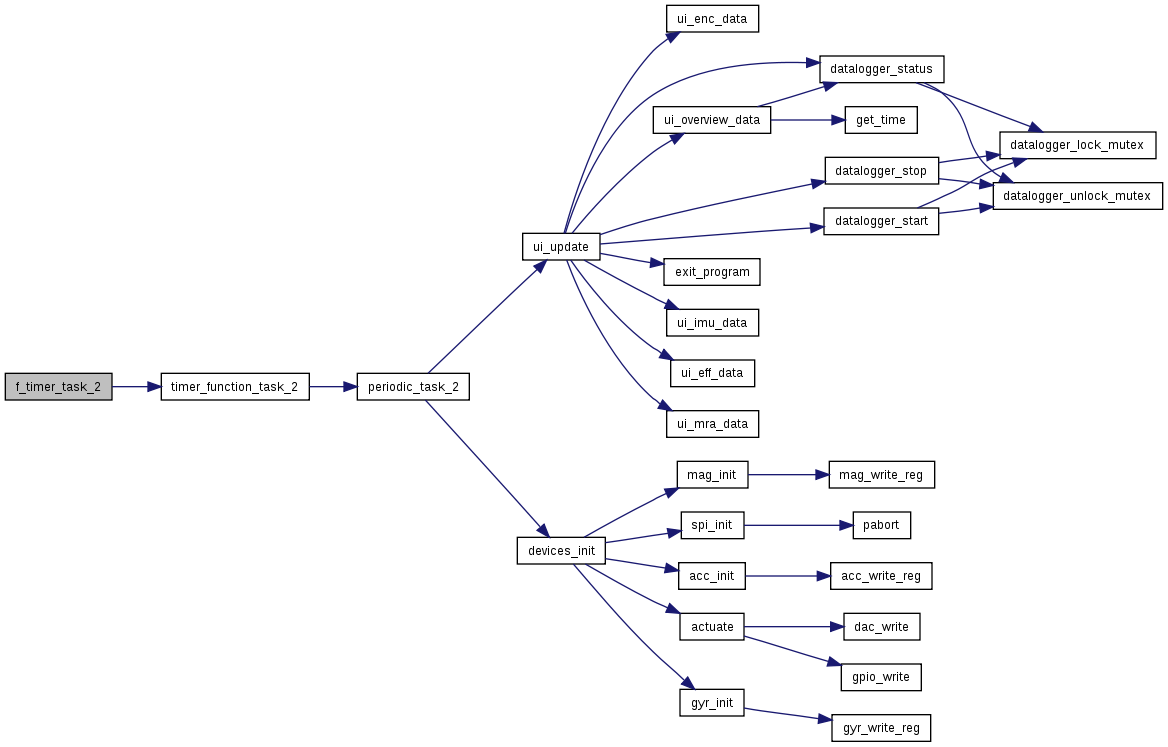 ui_enc_data
datalogger_status
ui_overview_data
get_time
datalogger_lock_mutex
datalogger_stop
datalogger_unlock_mutex
datalogger_start
ui_update
exit_program
ui_imu_data
ui_eff_data
f_timer_task_2
timer_function_task_2
periodic_task_2
ui_mra_data
mag_init
mag_write_reg
spi_init
pabort
devices_init
acc_init
acc_write_reg
actuate
dac_write
gpio_write
gyr_init
gyr_write_reg